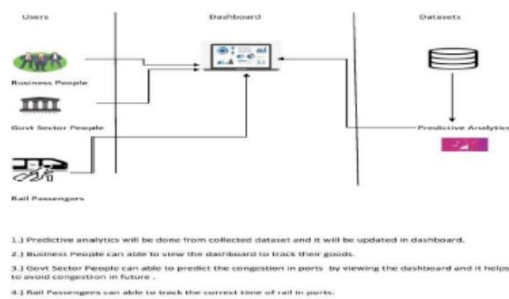 Users
Dashboard
Datasets
Business People
Govt Sector People
Predictive Analytics
Rail Passengers
1.) Predictive analytics will be done from collected dataset and it will be updated in dashboard.
2.) Business People can able to view the dashboard to track their goods.
3.) Govt Sector People can able to predict the congestion in ports by viewing the dashboard and it helps
to avoid congestion in future .
4.) Rail Passengers can able to track the correct time of rail in ports.